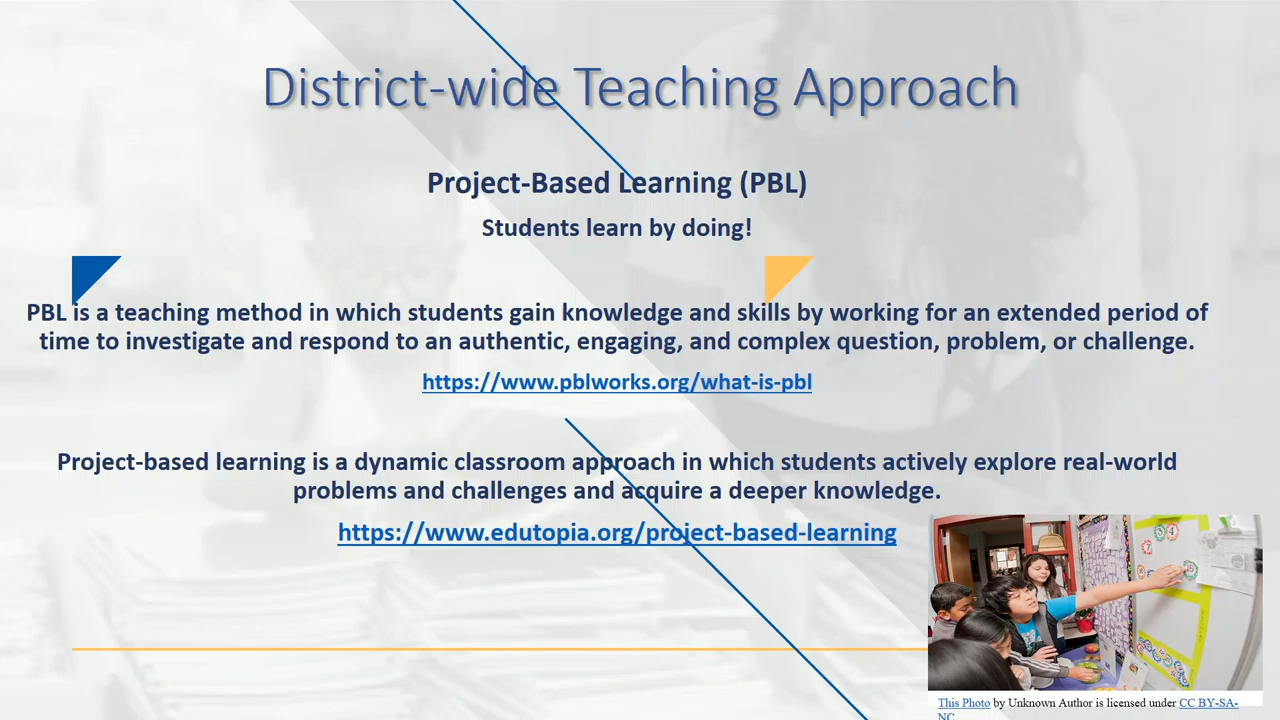 District-wide Teaching Approach
Project-Based Learning (PBL)
Students learn by doing!
PBL is a teaching method in which students gain knowledge and skills by working for an extended period of
time to investigate and respond to an authentic, engaging, and complex question, problem, or challenge.
https://www.pblworks.org/what-is-pbl
Project-based learning is a dynamic classroom approach in which students actively explore real-world
problems and challenges and acquire a deeper knowledge.
https://www.edutopia.org/project-based-learning
This Photo by Unknown Author is licensed under CC BY-SA-
NC